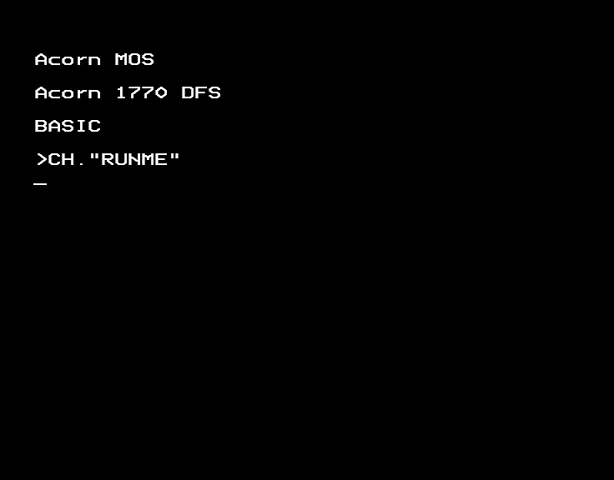 Acorn MOS
Acorn 1770 DFS
BASIC
>CH."RUNME"
_